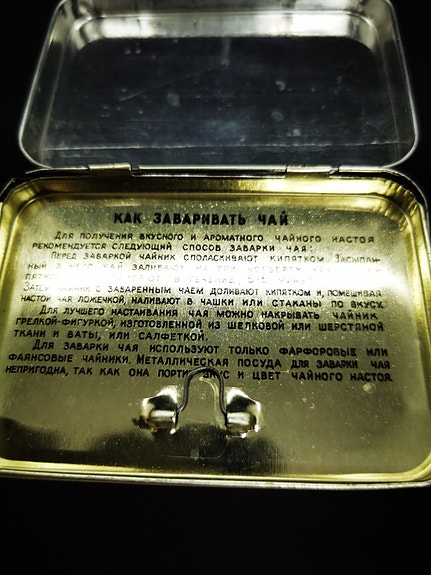 КАК ЗАВАРИВАТЬ ЧАЙ
Для получения вкусного и ароматного чайного настоя
рекомендуется следующий способ заварки чая:
Перед заваркой чайник споласкивают кипятком. Засыпан-
ный в него чай заливают на три четверти
Затем чайник с заваренным чаем доливают кипятком и, помешивая
настой чая ложечкой, наливают в чашки или стаканы по вкусу.
Для лучшего настаивания чая можно накрывать чайник
грелкой-фигуркой, изготовленной из шелковой или шерстяной
ткани и ваты, или салфеткой.
Для заварки чая используют только фарфоровые или
фаянсовые чайники. Металлическая посуда для заварки чая
непригодна, так как она портит вкус и цвет чайного настоя.